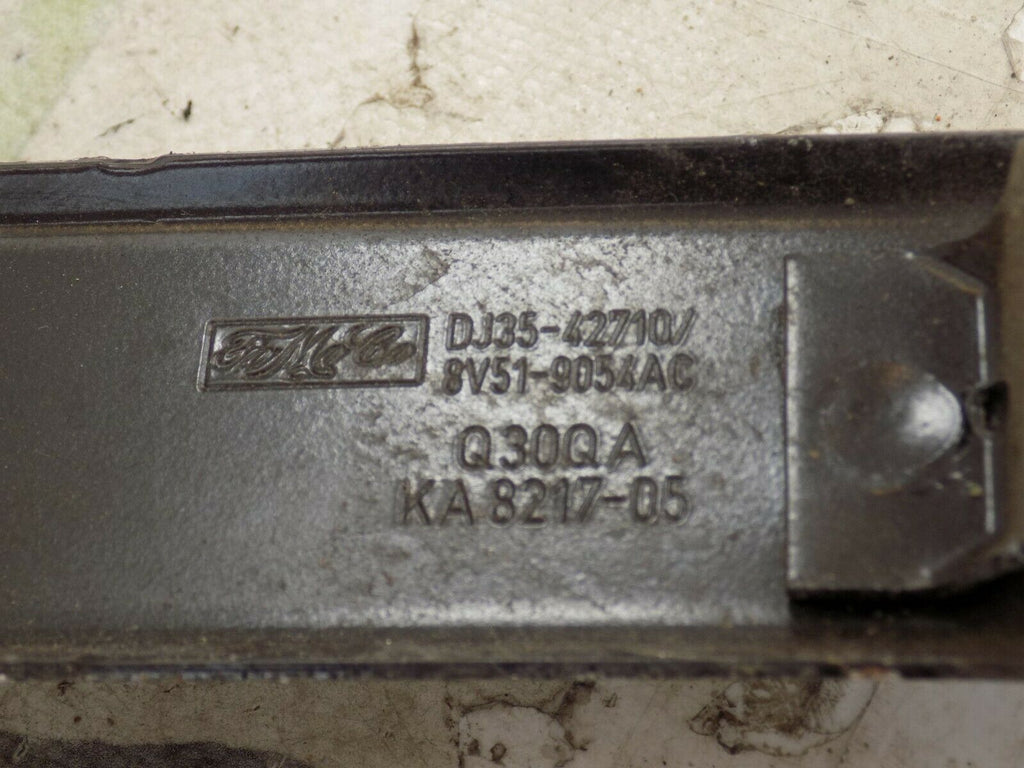 FoMoCo
DJ35-42710/
8V51-9054AC
Q30QA
KA 8217-05